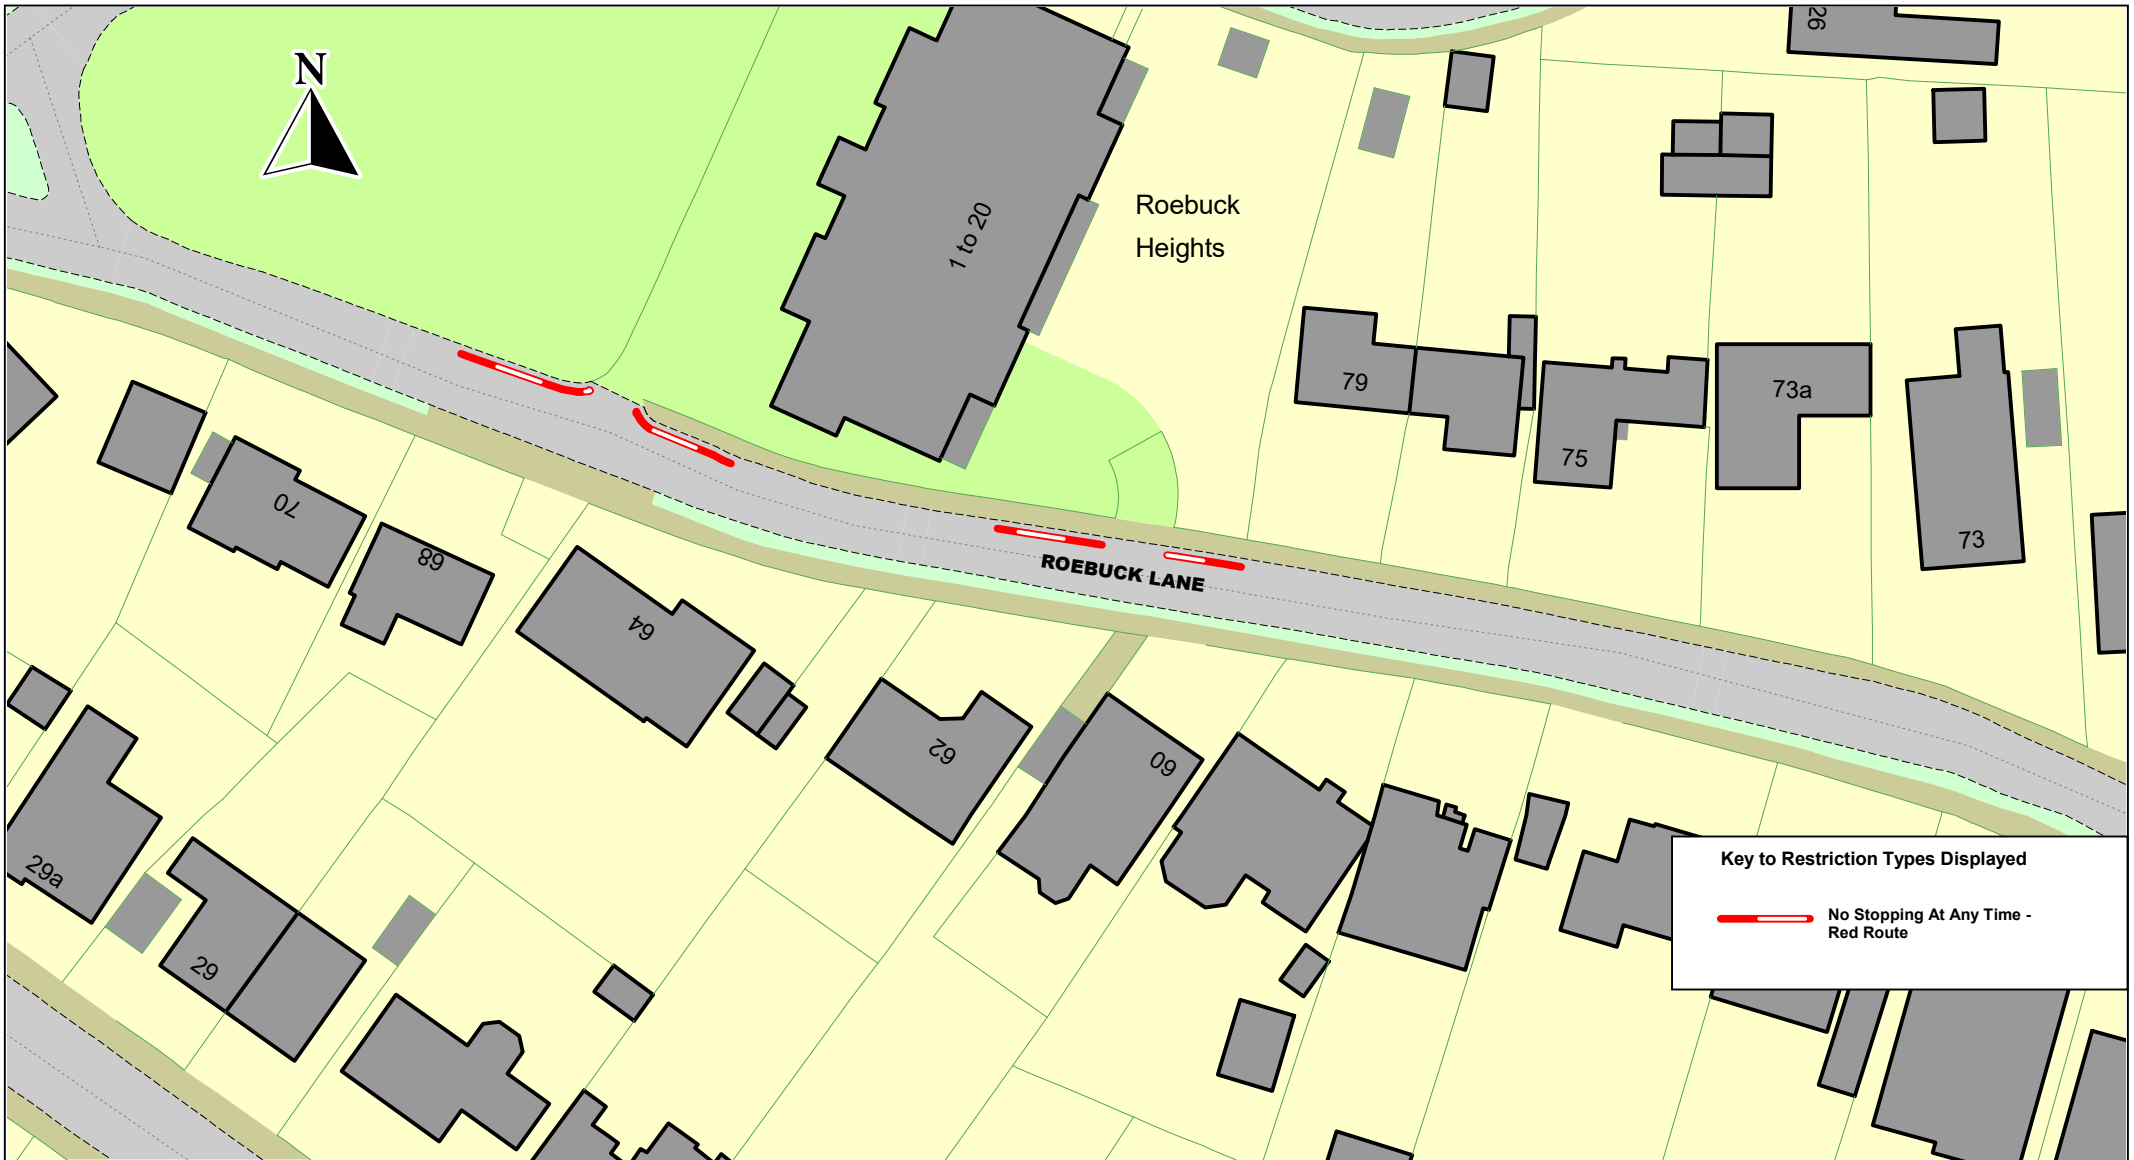 26
N
Roebuck
Heights
1 to 20
79
73a
75
73
70
68
ROEBUCK LANE
64
62
60
29a
29
Key to Restriction Types Displayed
No Stopping At Any Time -
Red Route